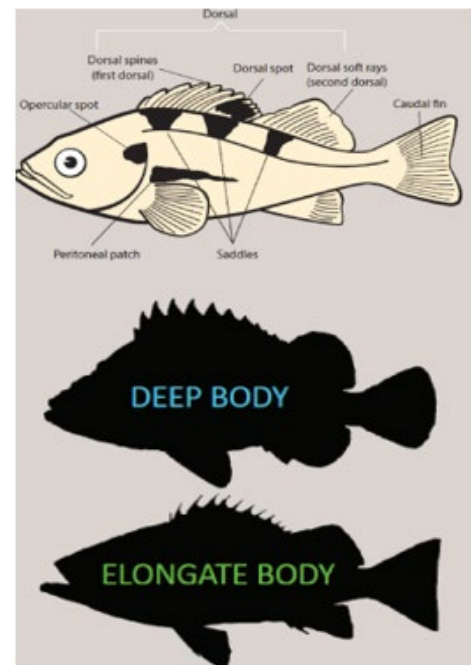 Dorsal
Dorsal spines
(first dorsal)
Dorsal spot
Dorsal soft rays
(second dorsal)
Opercular spot
Caudal fin
Peritoneal patch
Saddles
DEEP BODY
ELONGATE BODY